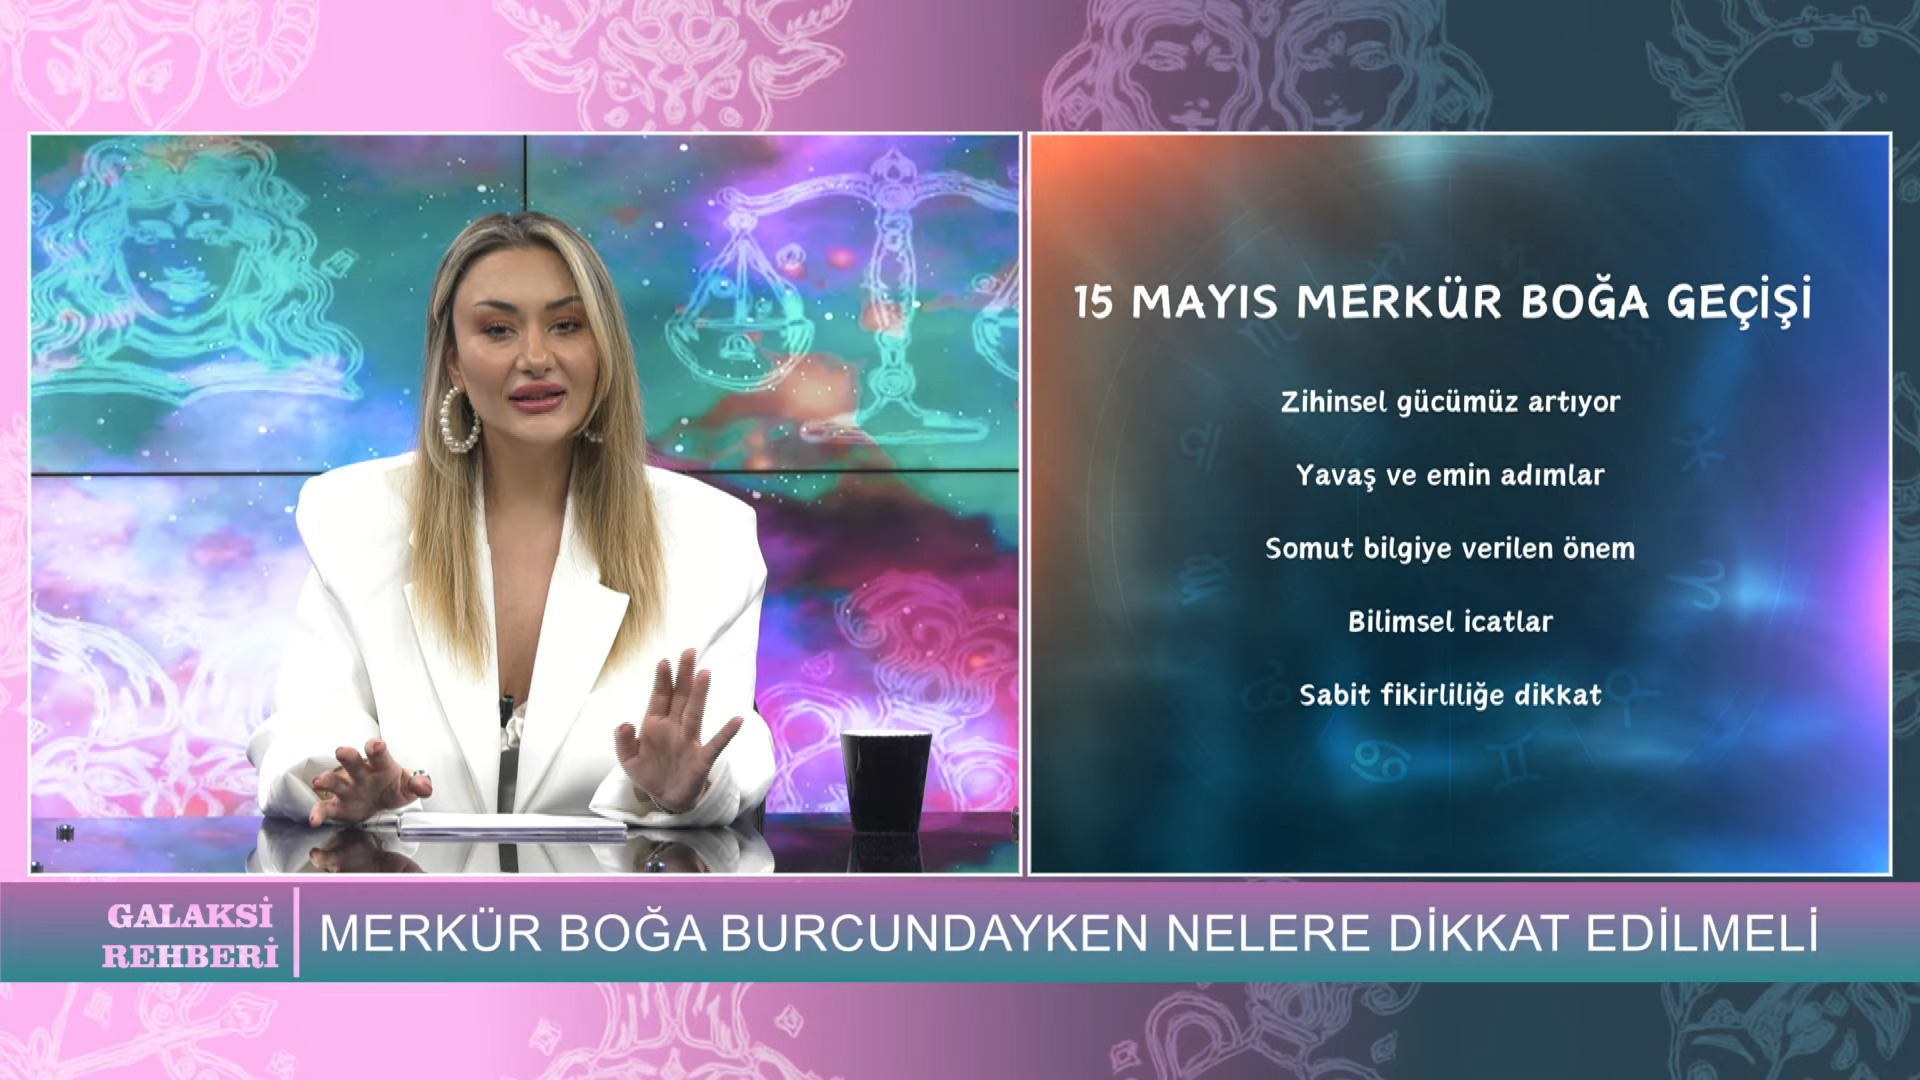 15 MAYIS MERKÜR BOĞA GEÇİŞİ
Zihinsel gücümüz artıyor
Yavaş ve emin adımlar
Somut bilgiye verilen önem
Bilimsel icatlar
Sabit fikirliliğe dikkat
GALAKSİ
REHBERİ
MERKÜR BOĞA BURCUNDAYKEN NELERE DİKKAT EDİLMELİ